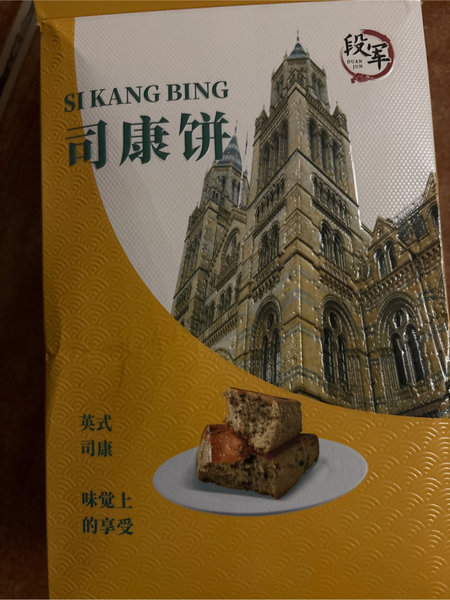 段军
DUAN
JUN
SI KANG BING
司康饼
英式
司康
味觉上
的享受